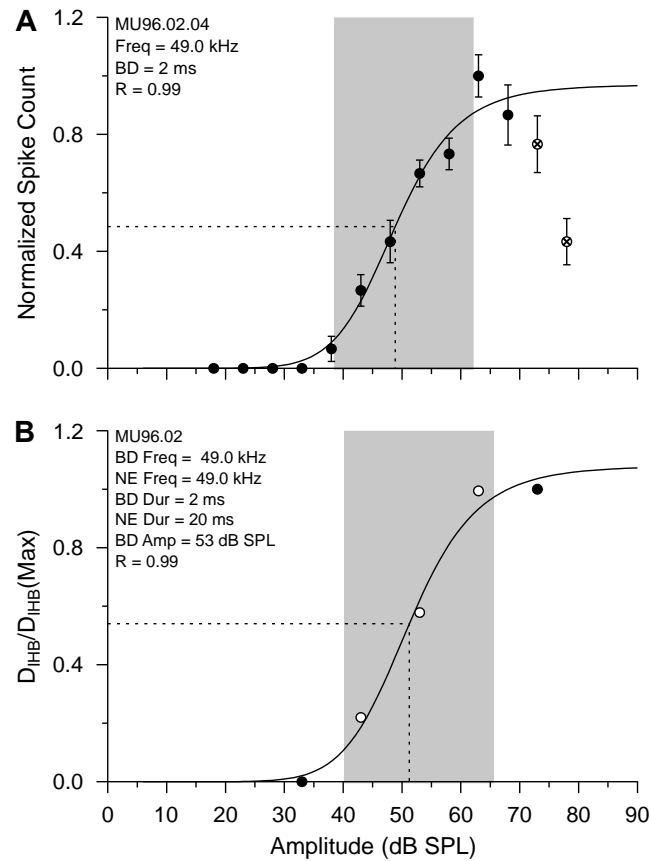 A
MU96.02.04
Freq = 49.0 kHz
BD = 2 ms
R = 0.99
1.2
0.8
0.4
0.0
Normalized Spike Count
B
MU96.02
BD Freq = 49.0 kHz
NE Freq = 49.0 kHz
BD Dur = 2 ms
NE Dur = 20 ms
BD Amp = 53 dB SPL
R = 0.99
1.2
0.8
0.4
0.0
D_IHB/D_IHB(Max)
0 10 20 30 40 50 60 70 80 90
Amplitude (dB SPL)